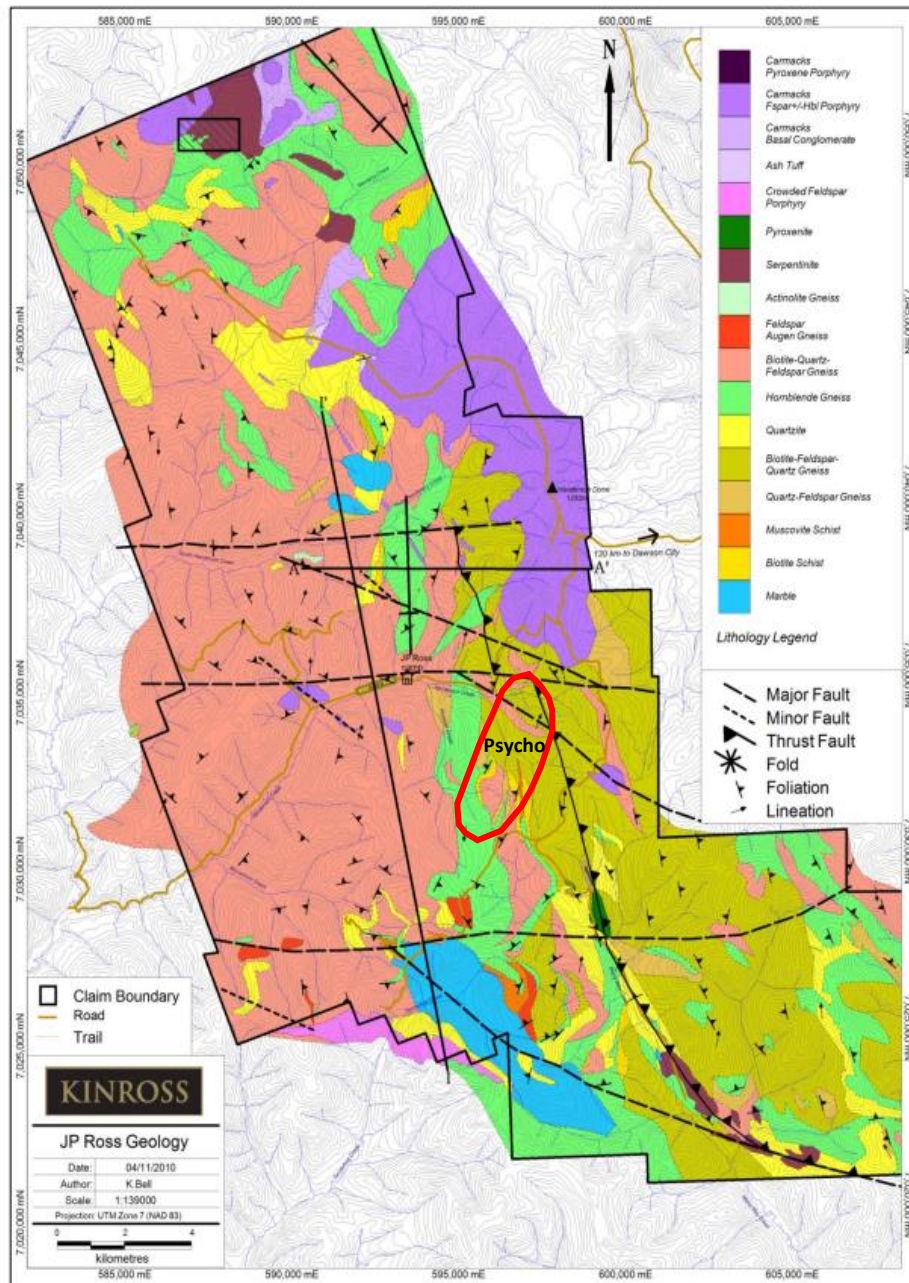 585,000 mE
590,000 mE
595,000 mE
600,000 mE
605,000 mE
7,050,000 mN
7,045,000 mN
7,040,000 mN
7,035,000 mN
7,030,000 mN
7,025,000 mN
7,020,000 mN
N
Carmacks
Pyroxene Porphyry
Carmacks
Fspar+/-Hbl Porphyry
Carmacks
Basal Conglomerate
Ash Tuff
Crowded Feldspar
Porphyry
Pyroxenite
Serpentinite
Actinolite Gneiss
Feldspar
Augen Gneiss
Biotite-Quartz-
Feldspar Gneiss
Hornblende Gneiss
Quartzite
Biotite-Feldspar-
Quartz Gneiss
Quartz-Feldspar Gneiss
Muscovite Schist
Biotite Schist
Marble
Lithology Legend
Major Fault
Minor Fault
Thrust Fault
Fold
Foliation
Lineation
120 km to Dawson City
A
A'
JP Ross
Psycho
Claim Boundary
Road
Trail
KINROSS
JP Ross Geology
Date: 04/11/2010
Author: K.Bell
Scale: 1:139000
Projection: UTM Zone 7 (NAD 83)
0 2 4
kilometres
585,000 mE
590,000 mE
595,000 mE
600,000 mE
605,000 mE